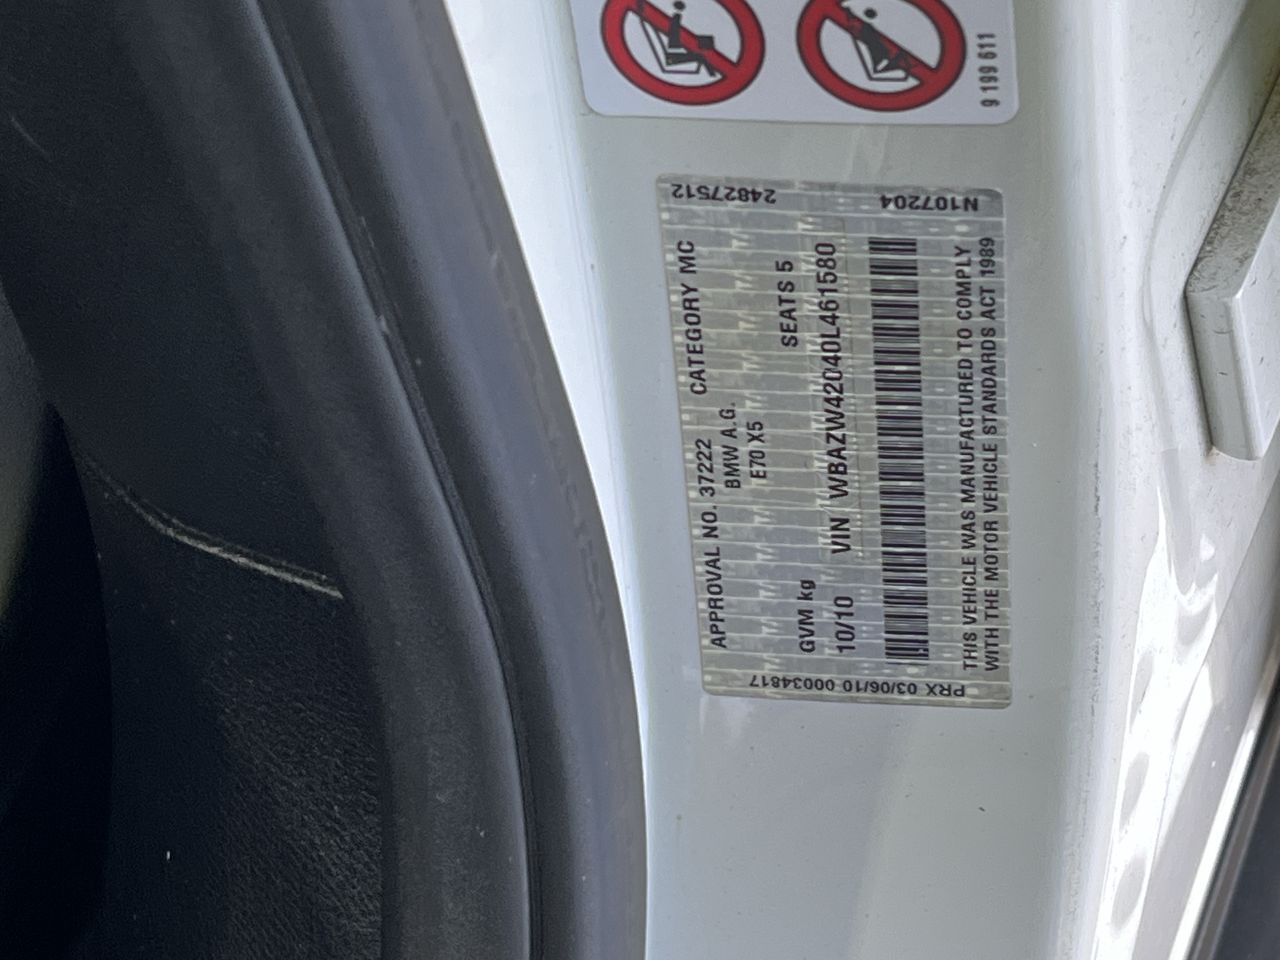 9 199 611
24827512
N107204
APPROVAL NO. 37222 CATEGORY MC
BMW A.G.
E70 X5
GVM kg SEATS 5
10/10 VIN WBAZW42040L461580
THIS VEHICLE WAS MANUFACTURED TO COMPLY
WITH THE MOTOR VEHICLE STANDARDS ACT 1989
PRX 03/06/10 00034817